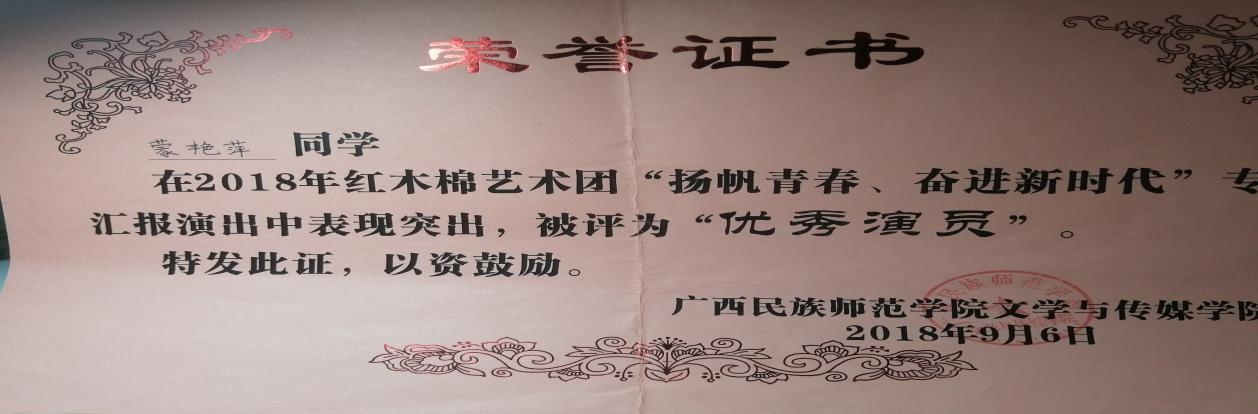 荣誉证书
蒙艳萍 同学
在2018年红木棉艺术团“扬帆青春、奋进新时代”专
汇报演出中表现突出，被评为“优秀演员”。
特发此证，以资鼓励。
广西民族师范学院文学与传媒学院
2018年9月6日